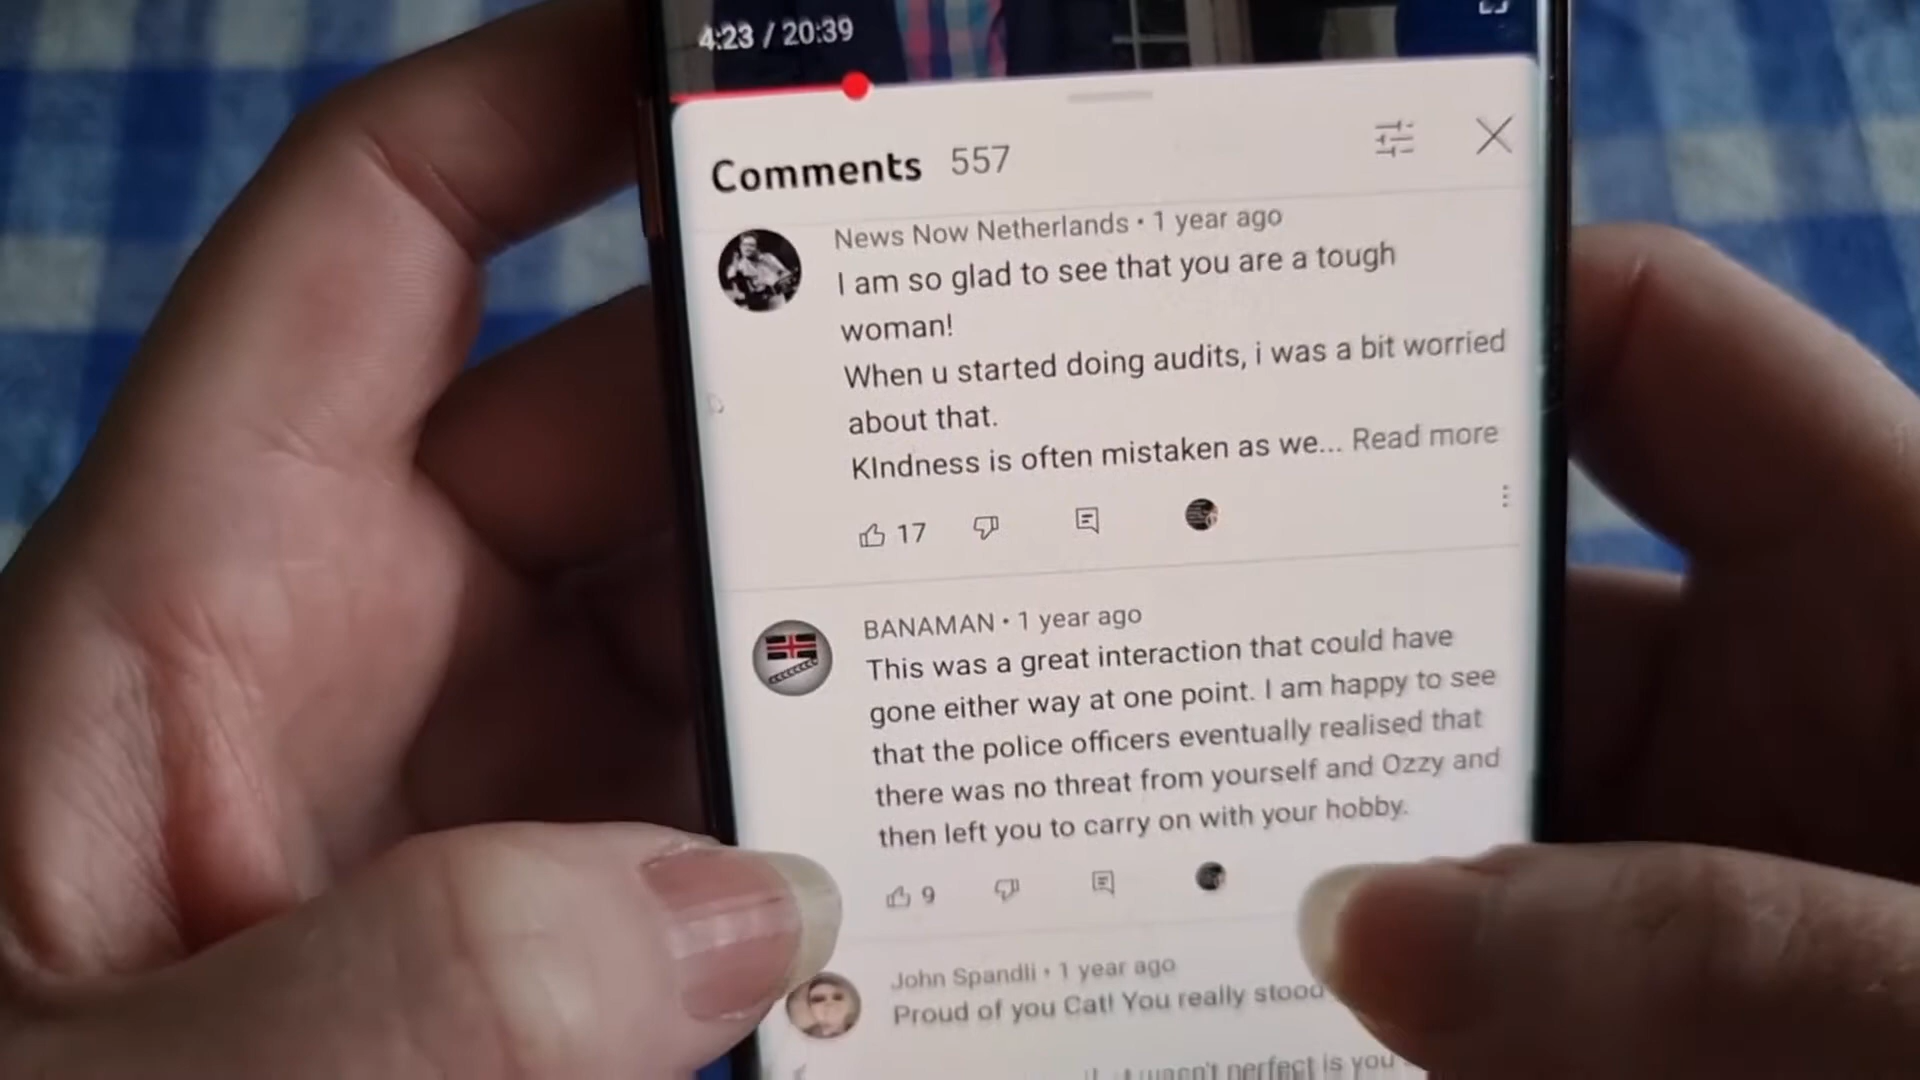 4:23 / 20:39
Comments 557
News Now Netherlands • 1 year ago
I am so glad to see that you are a tough
woman!
When u started doing audits, i was a bit worried
about that.
KIndness is often mistaken as we... Read more
17
BANAMAN • 1 year ago
This was a great interaction that could have
gone either way at one point. I am happy to see
that the police officers eventually realised that
there was no threat from yourself and Ozzy and
then left you to carry on with your hobby.
9
John Spandli • 1 year ago
Proud of you Cat! You really stood
perfect is you